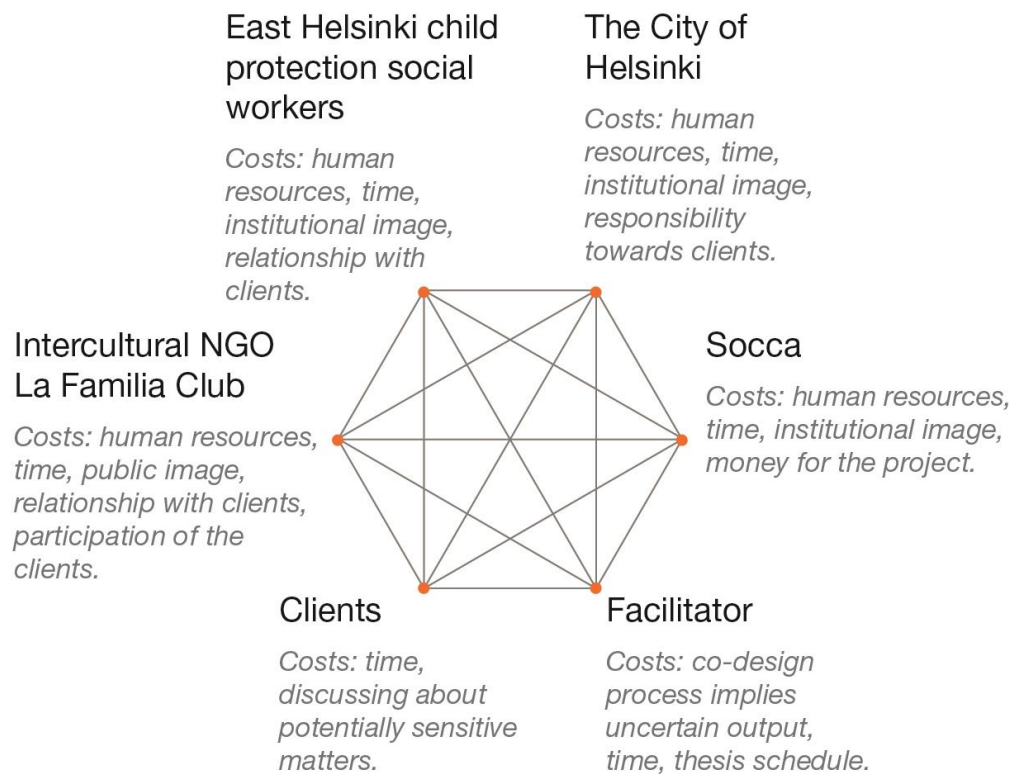 East Helsinki child
protection social
workers
Costs: human
resources, time,
institutional image,
relationship with
clients.
The City of
Helsinki
Costs: human
resources, time,
institutional image,
responsibility
towards clients.
Intercultural NGO
La Familia Club
Costs: human resources,
time, public image,
relationship with clients,
participation of the
clients.
Socca
Costs: human resources,
time, institutional image,
money for the project.
Clients
Costs: time,
discussing about
potentially sensitive
matters.
Facilitator
Costs: co-design
process implies
uncertain output,
time, thesis schedule.